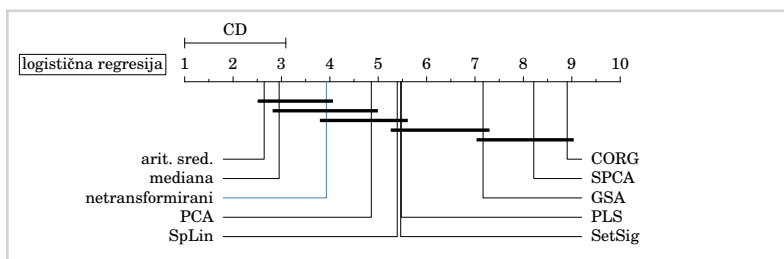 CD
logistična regresija 1 2 3 4 5 6 7 8 9 10
arit. sred. CORG
mediana SPCA
netransformirani GSA
PCA PLS
SpLin SetSig